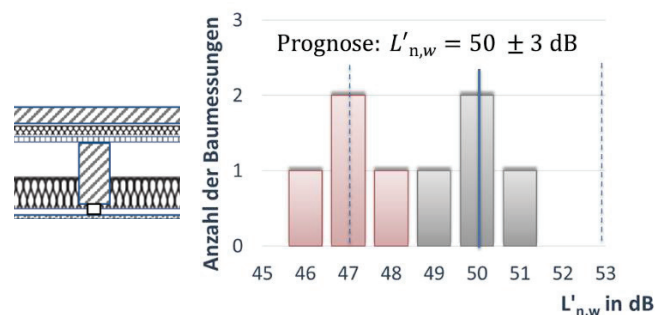 Prognose: L'n,w = 50 ± 3 dB
Anzahl der Baumessungen
3
2
1
0
45 46 47 48 49 50 51 52 53
L'n,w in dB